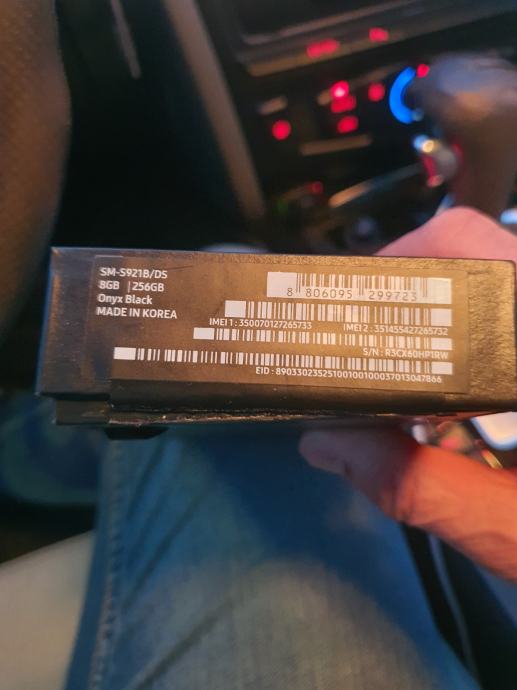 SM-S921B/DS
8GB | 256GB
Onyx Black
MADE IN KOREA
8 806095 299723
IMEI 1 : 350070127265733 IMEI 2 : 351455427265732
S/N : R3CX60HP1RW
EID : 89033023525100100100037013047866